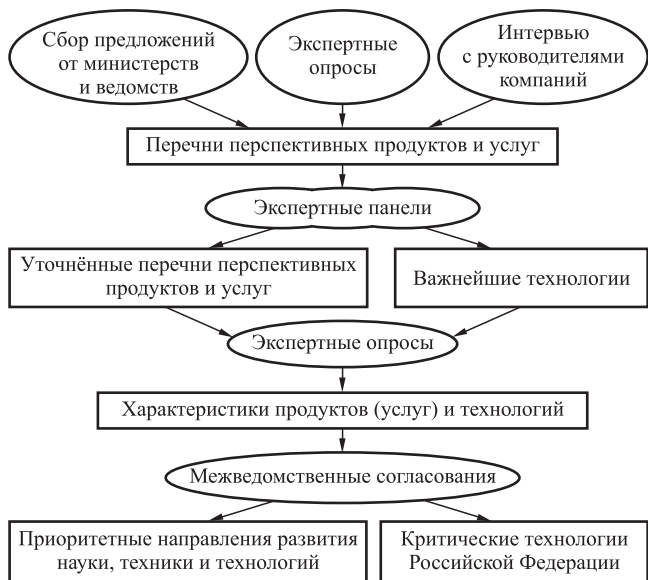 Сбор предложений
от министерств
и ведомств
Экспертные
опросы
Интервью
с руководителями
компаний
Перечни перспективных продуктов и услуг
Экспертные панели
Уточнённые перечни перспективных
продуктов и услуг
Важнейшие технологии
Экспертные опросы
Характеристики продуктов (услуг) и технологий
Межведомственные согласования
Приоритетные направления развития
науки, техники и технологий
Критические технологии
Российской Федерации